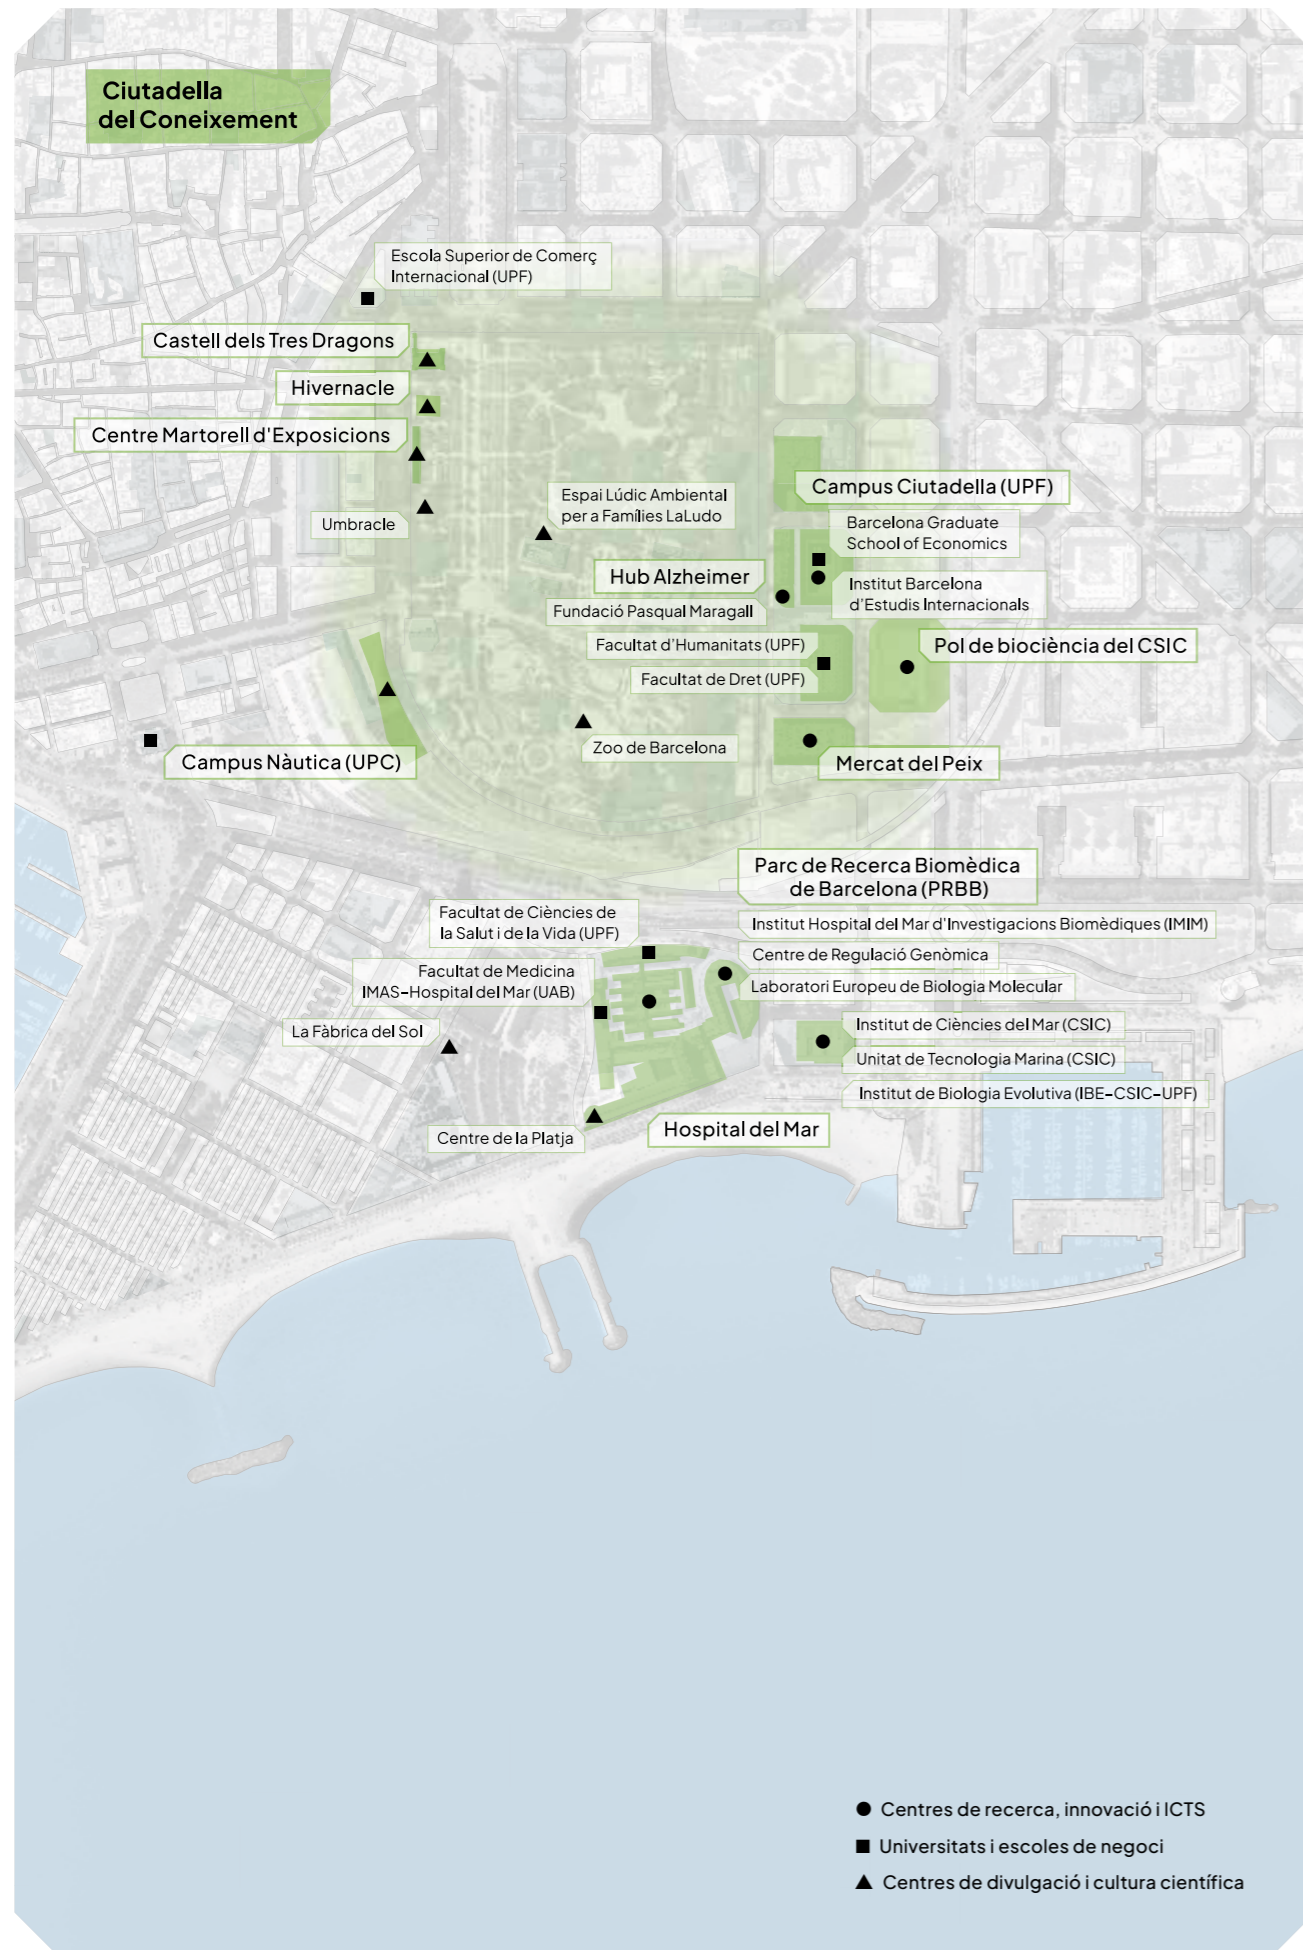 Ciutadella
del Coneixement
Escola Superior de Comerç
Internacional (UPF)
Castell dels Tres Dragons
Hivernacle
Centre Martorell d'Exposicions
Umbracle
Espai Lúdic Ambiental
per a Famílies LaLudo
Campus Ciutadella (UPF)
Barcelona Graduate
School of Economics
Hub Alzheimer
Institut Barcelona
d'Estudis Internacionals
Fundació Pasqual Maragall
Facultat d'Humanitats (UPF)
Pol de biociència del CSIC
Facultat de Dret (UPF)
Zoo de Barcelona
Campus Nàutica (UPC)
Mercat del Peix
Parc de Recerca Biomèdica
de Barcelona (PRBB)
Facultat de Ciències de
la Salut i de la Vida (UPF)
Institut Hospital del Mar d'Investigacions Biomèdiques (IMIM)
Centre de Regulació Genòmica
Facultat de Medicina
IMAS-Hospital del Mar (UAB)
Laboratori Europeu de Biologia Molecular
La Fàbrica del Sol
Institut de Ciències del Mar (CSIC)
Unitat de Tecnologia Marina (CSIC)
Institut de Biologia Evolutiva (IBE-CSIC-UPF)
Centre de la Platja
Hospital del Mar
Centres de recerca, innovació i ICTS
Universitats i escoles de negoci
Centres de divulgació i cultura científica